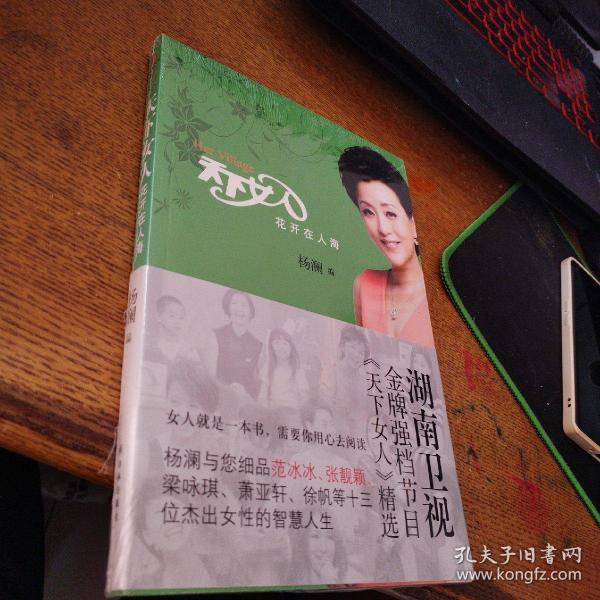 天下女人
花开在人海
杨澜
编
Her Village
天下女人
花开在人海
杨澜 编
湖南卫视
金牌强档节目
《天下女人》精选
女人就是一本书，需要你用心去阅读
杨澜与您细品范冰冰、张靓颖、
梁咏琪、萧亚轩、徐帆等十三
位杰出女性的智慧人生
孔夫子旧书网
www.kongfz.com